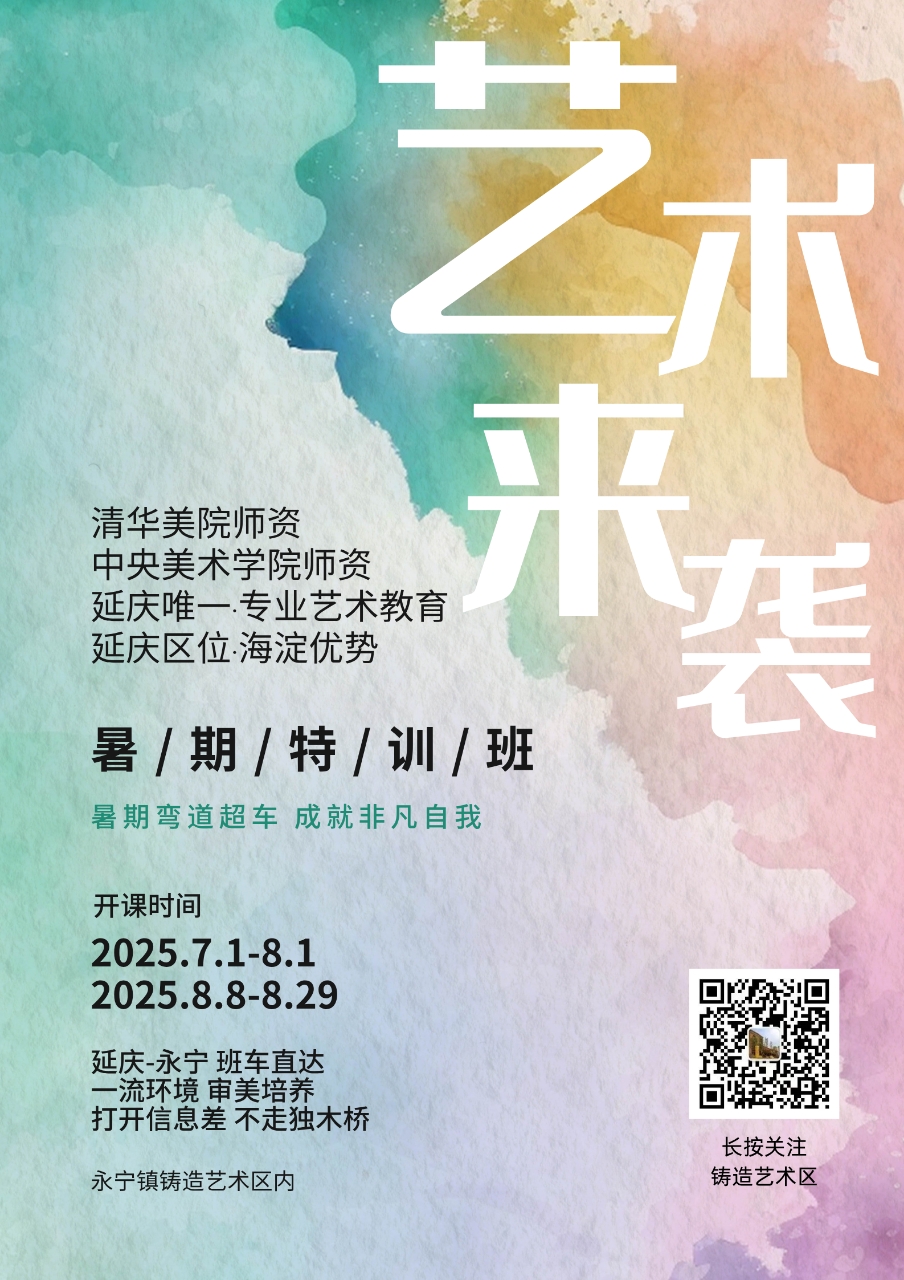 艺术
来袭
清华美院师资
中央美术学院师资
延庆唯一·专业艺术教育
延庆区位·海淀优势
暑/期/特/训/班
暑期弯道超车 成就非凡自我
开课时间
2025.7.1-8.1
2025.8.8-8.29
延庆-永宁 班车直达
一流环境 审美培养
打开信息差 不走独木桥
永宁镇铸造艺术区内
长按关注
铸造艺术区